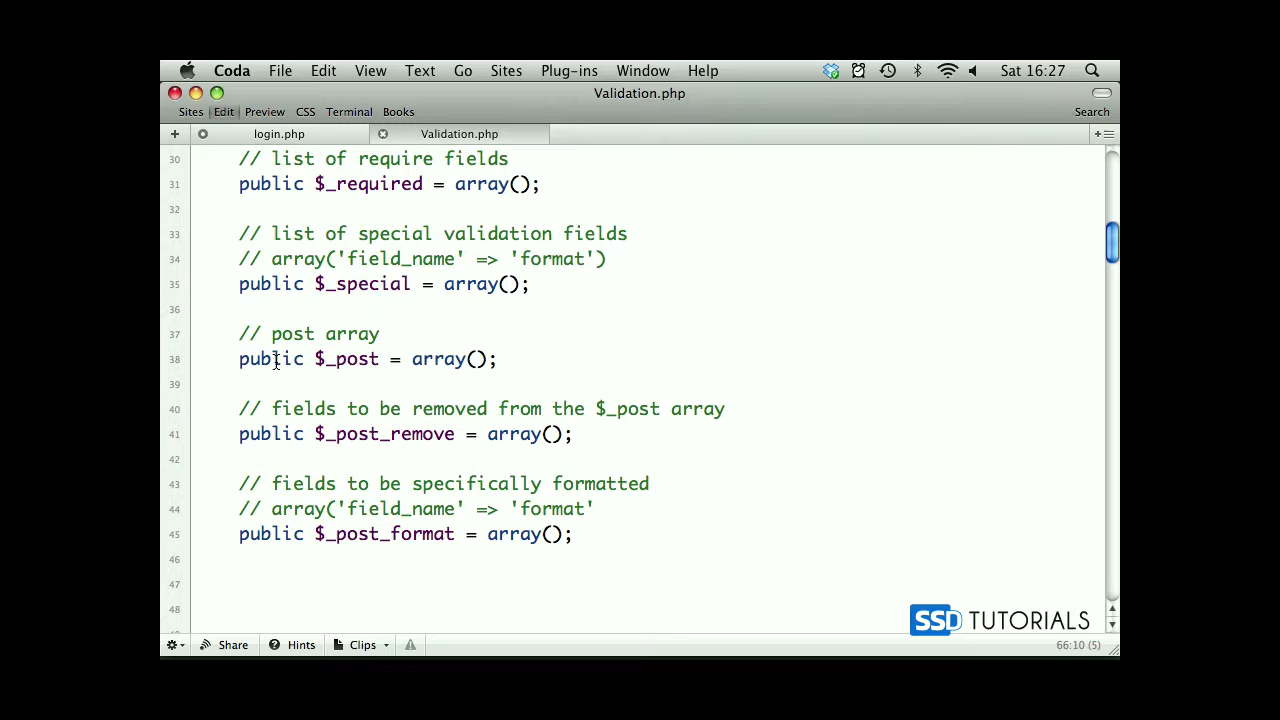 Coda File Edit View Text Go Sites Plug-ins Window Help Sat 16:27
Validation.php
Sites Edit Preview CSS Terminal Books Search
+ login.php Validation.php +
30 // list of require fields
31 public $_required = array();
32
33 // list of special validation fields
34 // array('field_name' => 'format')
35 public $_special = array();
36
37 // post array
38 public $_post = array();
39
40 // fields to be removed from the $_post array
41 public $_post_remove = array();
42
43 // fields to be specifically formatted
44 // array('field_name' => 'format'
45 public $_post_format = array();
46
47
48
SSD TUTORIALS
Share Hints Clips 66:10 (5)